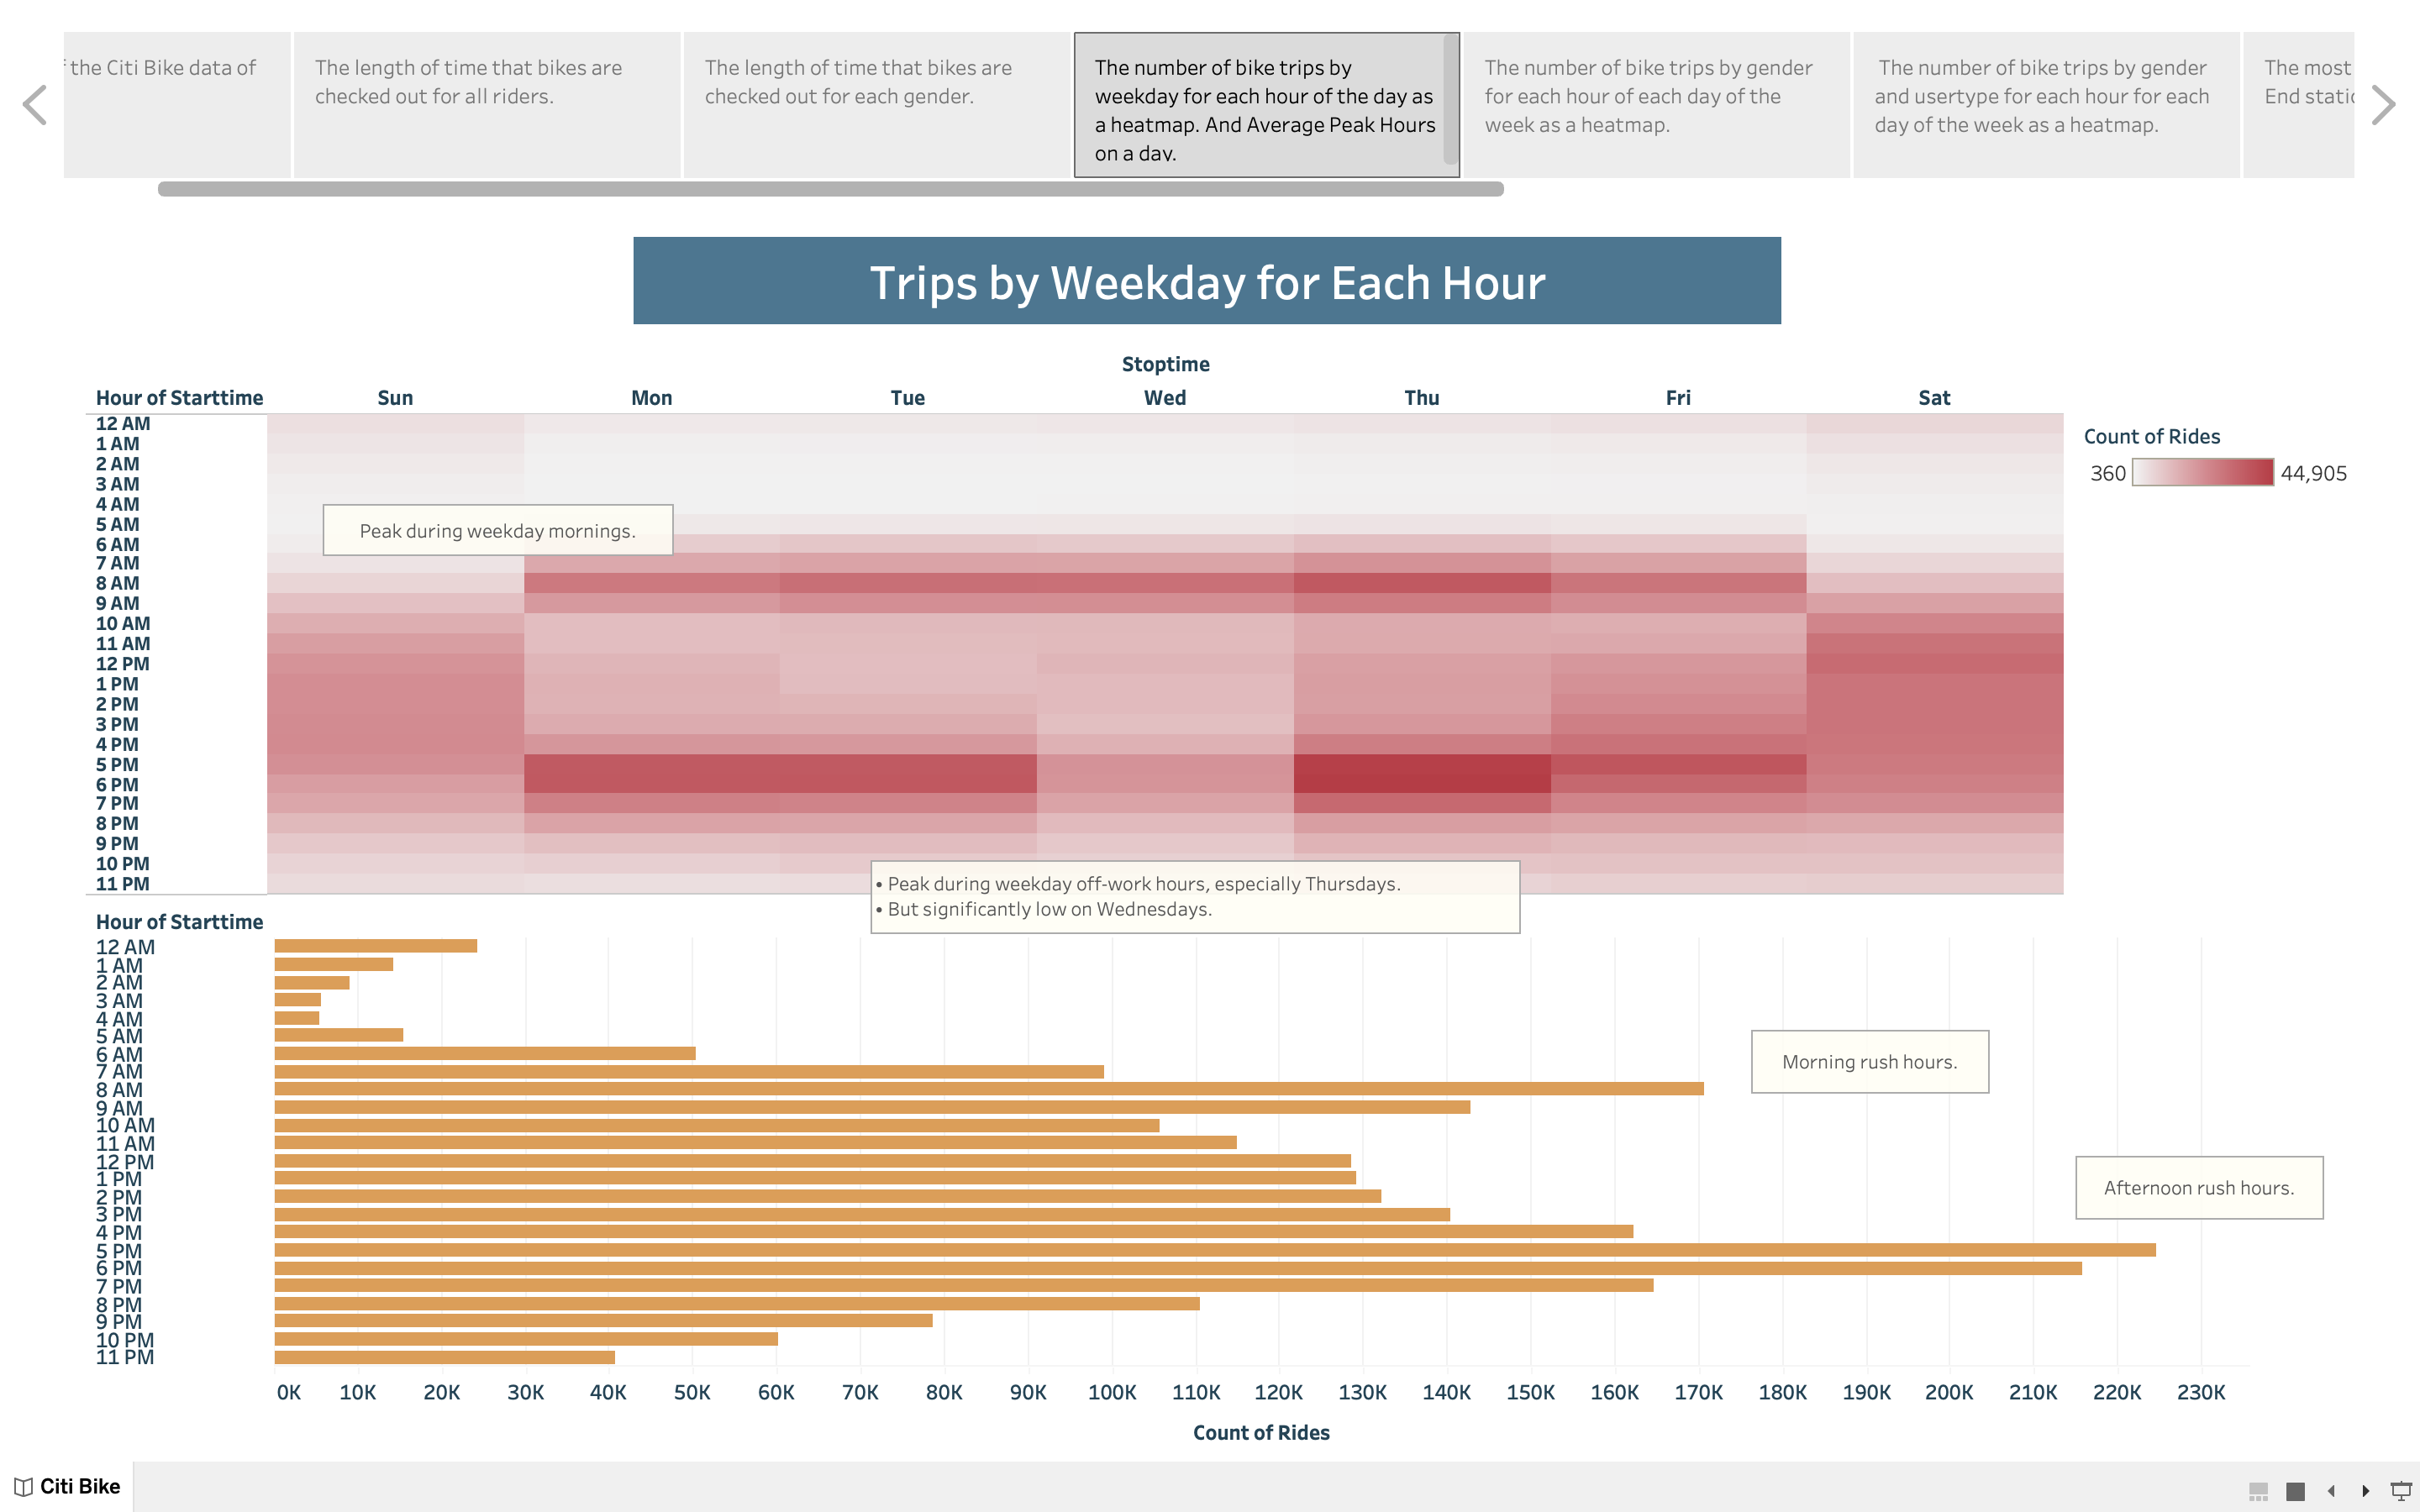 f the Citi Bike data of
The length of time that bikes are
checked out for all riders.
The length of time that bikes are
checked out for each gender.
The number of bike trips by
weekday for each hour of the day as
a heatmap. And Average Peak Hours
on a day.
The number of bike trips by gender
for each hour of each day of the
week as a heatmap.
The number of bike trips by gender
and usertype for each hour for each
day of the week as a heatmap.
The most
End static
Trips by Weekday for Each Hour
Stoptime
Hour of Starttime Sun Mon Tue Wed Thu Fri Sat
12 AM
1 AM
2 AM
3 AM
4 AM
5 AM
6 AM
7 AM
8 AM
9 AM
10 AM
11 AM
12 PM
1 PM
2 PM
3 PM
4 PM
5 PM
6 PM
7 PM
8 PM
9 PM
10 PM
11 PM
Count of Rides
360 44,905
Peak during weekday mornings.
• Peak during weekday off-work hours, especially Thursdays.
• But significantly low on Wednesdays.
Hour of Starttime
12 AM
1 AM
2 AM
3 AM
4 AM
5 AM
6 AM
7 AM
8 AM
9 AM
10 AM
11 AM
12 PM
1 PM
2 PM
3 PM
4 PM
5 PM
6 PM
7 PM
8 PM
9 PM
10 PM
11 PM
Morning rush hours.
Afternoon rush hours.
0K 10K 20K 30K 40K 50K 60K 70K 80K 90K 100K 110K 120K 130K 140K 150K 160K 170K 180K 190K 200K 210K 220K 230K
Count of Rides
Citi Bike